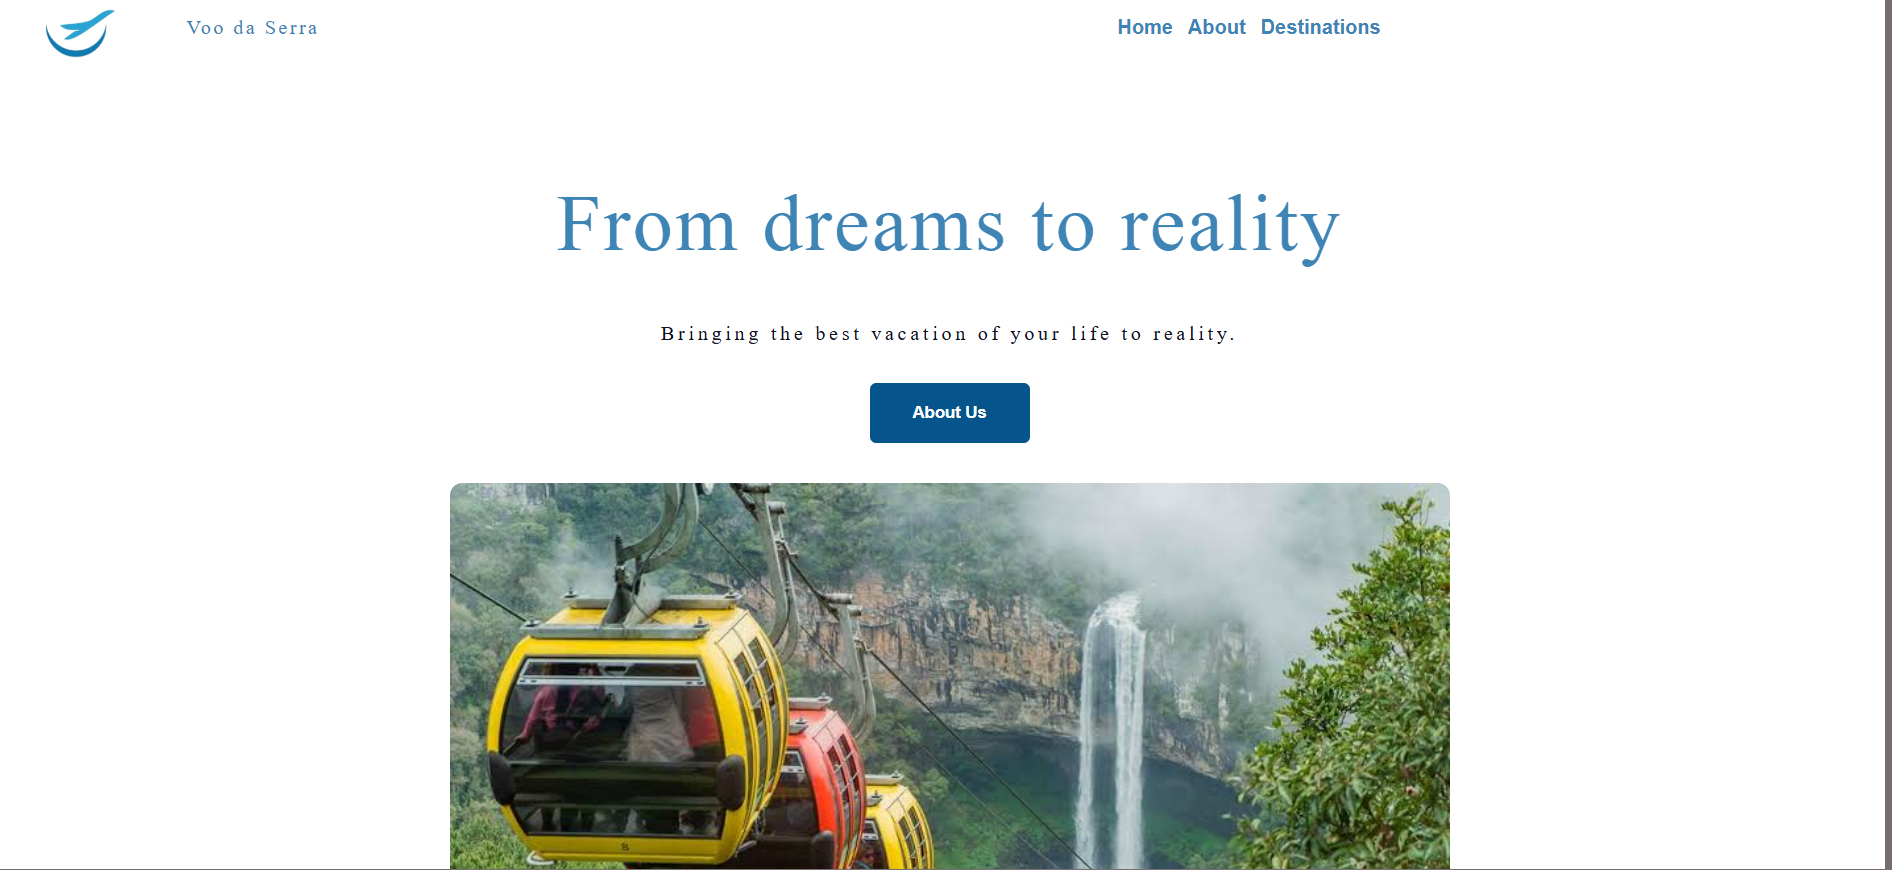 Voo da Serra
Home About Destinations
From dreams to reality
Bringing the best vacation of your life to reality.
About Us
8